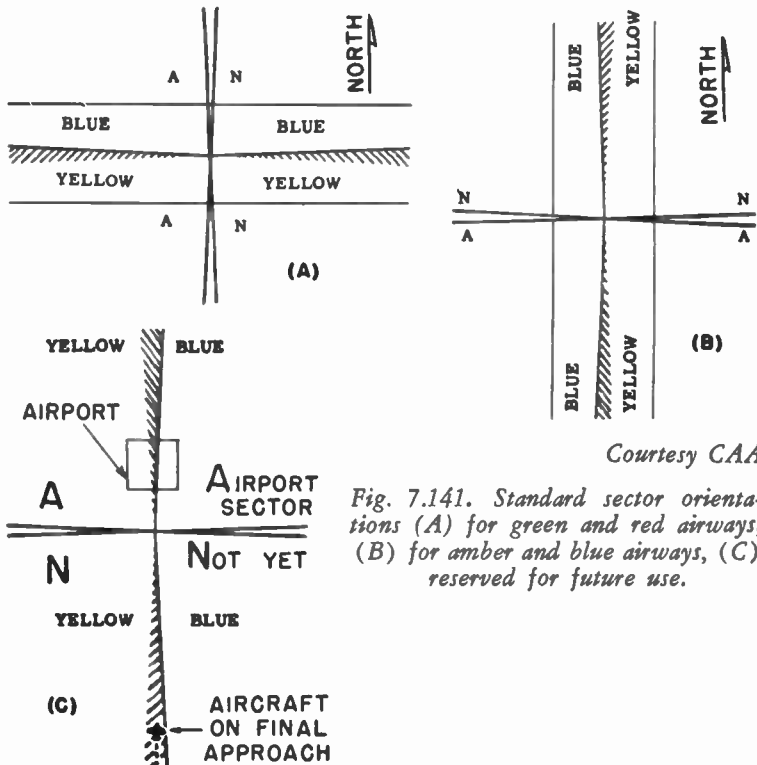 A N
NORTH
BLUE BLUE
YELLOW YELLOW
A N
(A)
BLUE
YELLOW
NORTH
N N
A A
(B)
BLUE
YELLOW
YELLOW BLUE
AIRPORT
A AIRPORT
SECTOR
N NOT YET
YELLOW BLUE
(C)
AIRCRAFT
ON FINAL
APPROACH
Courtesy CAA
Fig. 7.141. Standard sector orienta-
tions (A) for green and red airways,
(B) for amber and blue airways, (C)
reserved for future use.